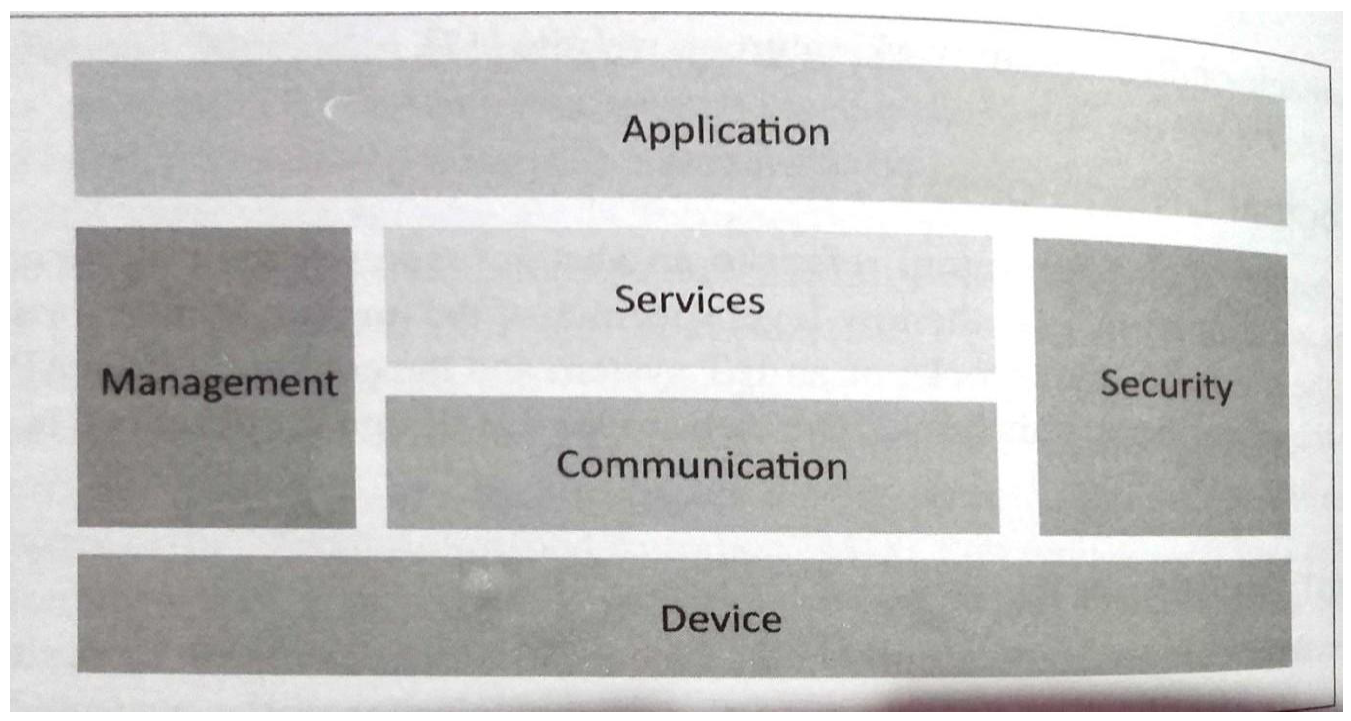 Application
Services
Management
Security
Communication
Device